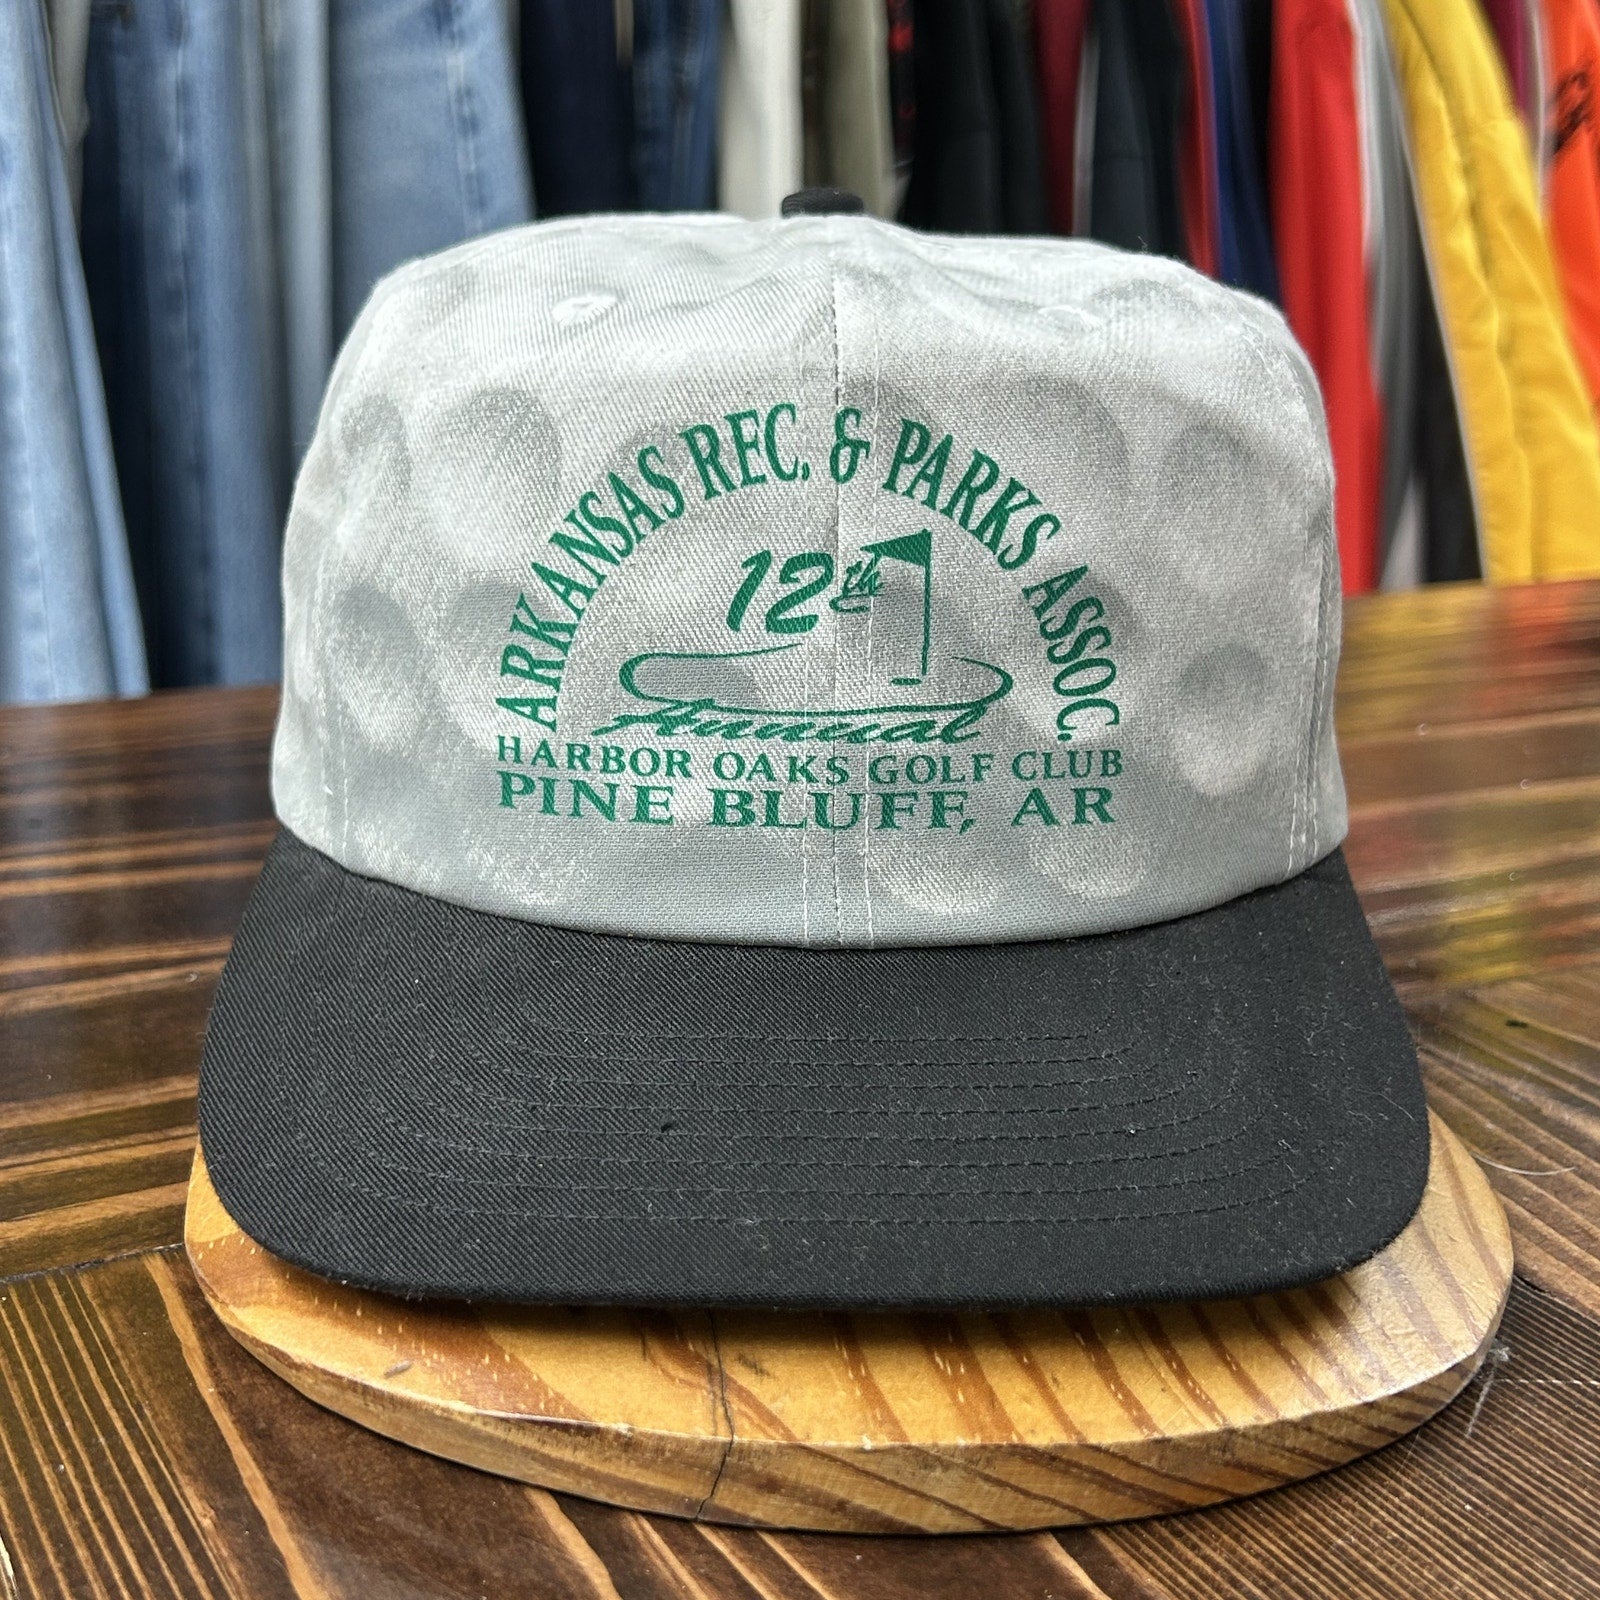 ARKANSAS REC. & PARKS ASSOC.
12th
Annual
HARBOR OAKS GOLF CLUB
PINE BLUFF, AR